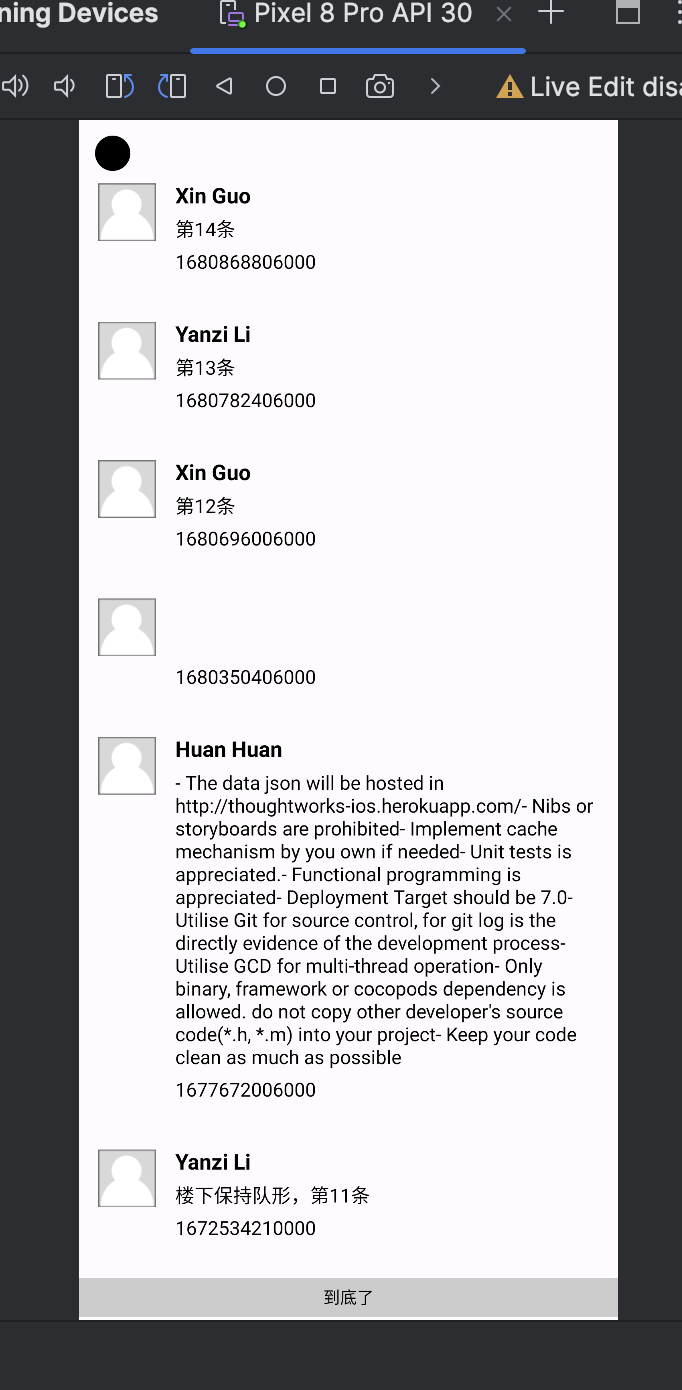 ning Devices
Pixel 8 Pro API 30
Live Edit disa
Xin Guo
第14条
1680868806000
Yanzi Li
第13条
1680782406000
Xin Guo
第12条
1680696006000
1680350406000
Huan Huan
- The data json will be hosted in
http://thoughtworks-ios.herokuapp.com/- Nibs or
storyboards are prohibited- Implement cache
mechanism by you own if needed- Unit tests is
appreciated.- Functional programming is
appreciated- Deployment Target should be 7.0-
Utilise Git for source control, for git log is the
directly evidence of the development process-
Utilise GCD for multi-thread operation- Only
binary, framework or cocopods dependency is
allowed. do not copy other developer's source
code(*.h, *.m) into your project- Keep your code
clean as much as possible
1677672006000
Yanzi Li
楼下保持队形，第11条
1672534210000
到底了